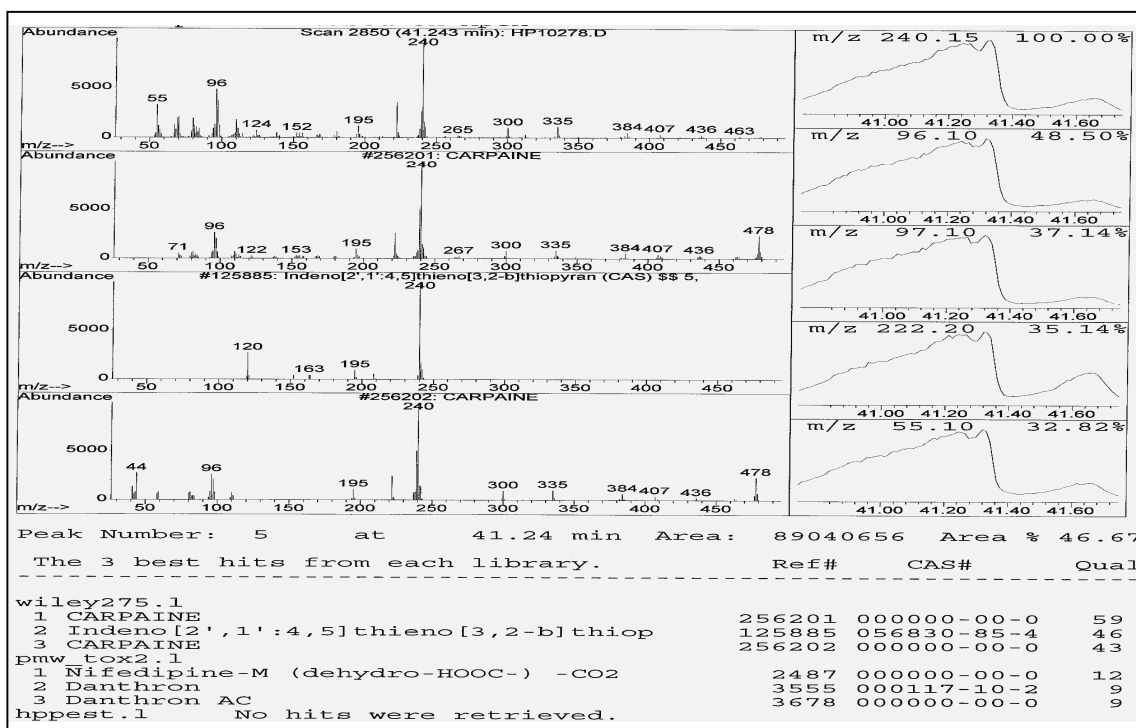 Abundance Scan 2850 (41.243 min): HP10278.D
240
5000
55 96 124 152 195 265 300 335 384 407 436 463
0
m/z--> 50 100 150 200 250 300 350 400 450
Abundance #256201: CARPAINE
240
5000
71 96 122 153 195 267 300 335 384 407 436 478
0
m/z--> 50 100 150 200 250 300 350 400 450
Abundance #125885: Indeno[2',1':4,5]thieno[3,2-b]thiopyran (CAS) $$ 5,
240
5000
120 163 195
0
m/z--> 50 100 150 200 250 300 350 400 450
Abundance #256202: CARPAINE
240
5000
44 96 195 300 335 384 407 436 478
0
m/z--> 50 100 150 200 250 300 350 400 450
m/z 240.15 100.00%
41.00 41.20 41.40 41.60
m/z 96.10 48.50%
41.00 41.20 41.40 41.60
m/z 97.10 37.14%
41.00 41.20 41.40 41.60
m/z 222.20 35.14%
41.00 41.20 41.40 41.60
m/z 55.10 32.82%
41.00 41.20 41.40 41.60
Peak Number: 5 at 41.24 min Area: 89040656 Area % 46.67
The 3 best hits from each library. Ref# CAS# Qual
wiley275.l
1 CARPAINE 256201 000000-00-0 59
2 Indeno[2',1':4,5]thieno[3,2-b]thiop 125885 056830-85-4 46
3 CARPAINE 256202 000000-00-0 43
pmw_tox2.l
1 Nifedipine-M (dehydro-HOOC-) -CO2 2487 000000-00-0 12
2 Danthron 3555 000117-10-2 9
3 Danthron AC 3678 000000-00-0 9
hppest.l No hits were retrieved.